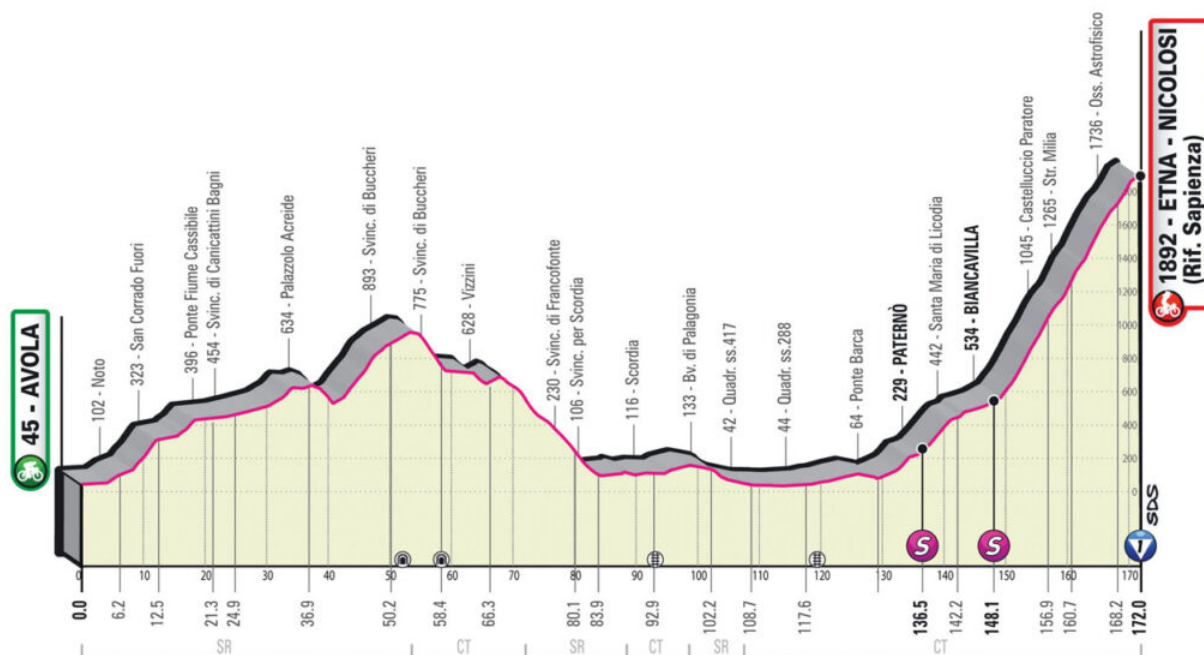 45 - AVOLA
102 - Noto
323 - San Corrado Fuori
396 - Ponte Fiume Cassibile
454 - Svinc. di Canicattini Bagni
634 - Palazzolo Acreide
893 - Svinc. di Buccheri
775 - Svinc. di Buccheri
628 - Vizzini
230 - Svinc. di Francofonte
106 - Svinc. per Scordia
116 - Scordia
133 - Bv. di Palagonia
42 - Quadr. ss.417
44 - Quadr. ss.288
64 - Ponte Barca
229 - PATERNÒ
442 - Santa Maria di Licodia
534 - BIANCAVILLA
1045 - Castelluccio Paratore
1265 - Str. Milia
1736 - Oss. Astrofisico
1892 - ETNA - NICOLOSI
(Rif. Sapienza)
1800
1600
1400
1200
1000
800
600
400
200
0
SDS
S
S
1
0 10 20 30 40 50 60 70 80 90 100 110 120 130 140 150 160 170
0.0 6.2 12.5 21.3 24.9 36.9 50.2 58.4 66.3 80.1 83.9 92.9 102.2 108.7 117.6 136.5 142.2 148.1 156.9 160.7 168.2 172.0
SR CT SR CT SR CT